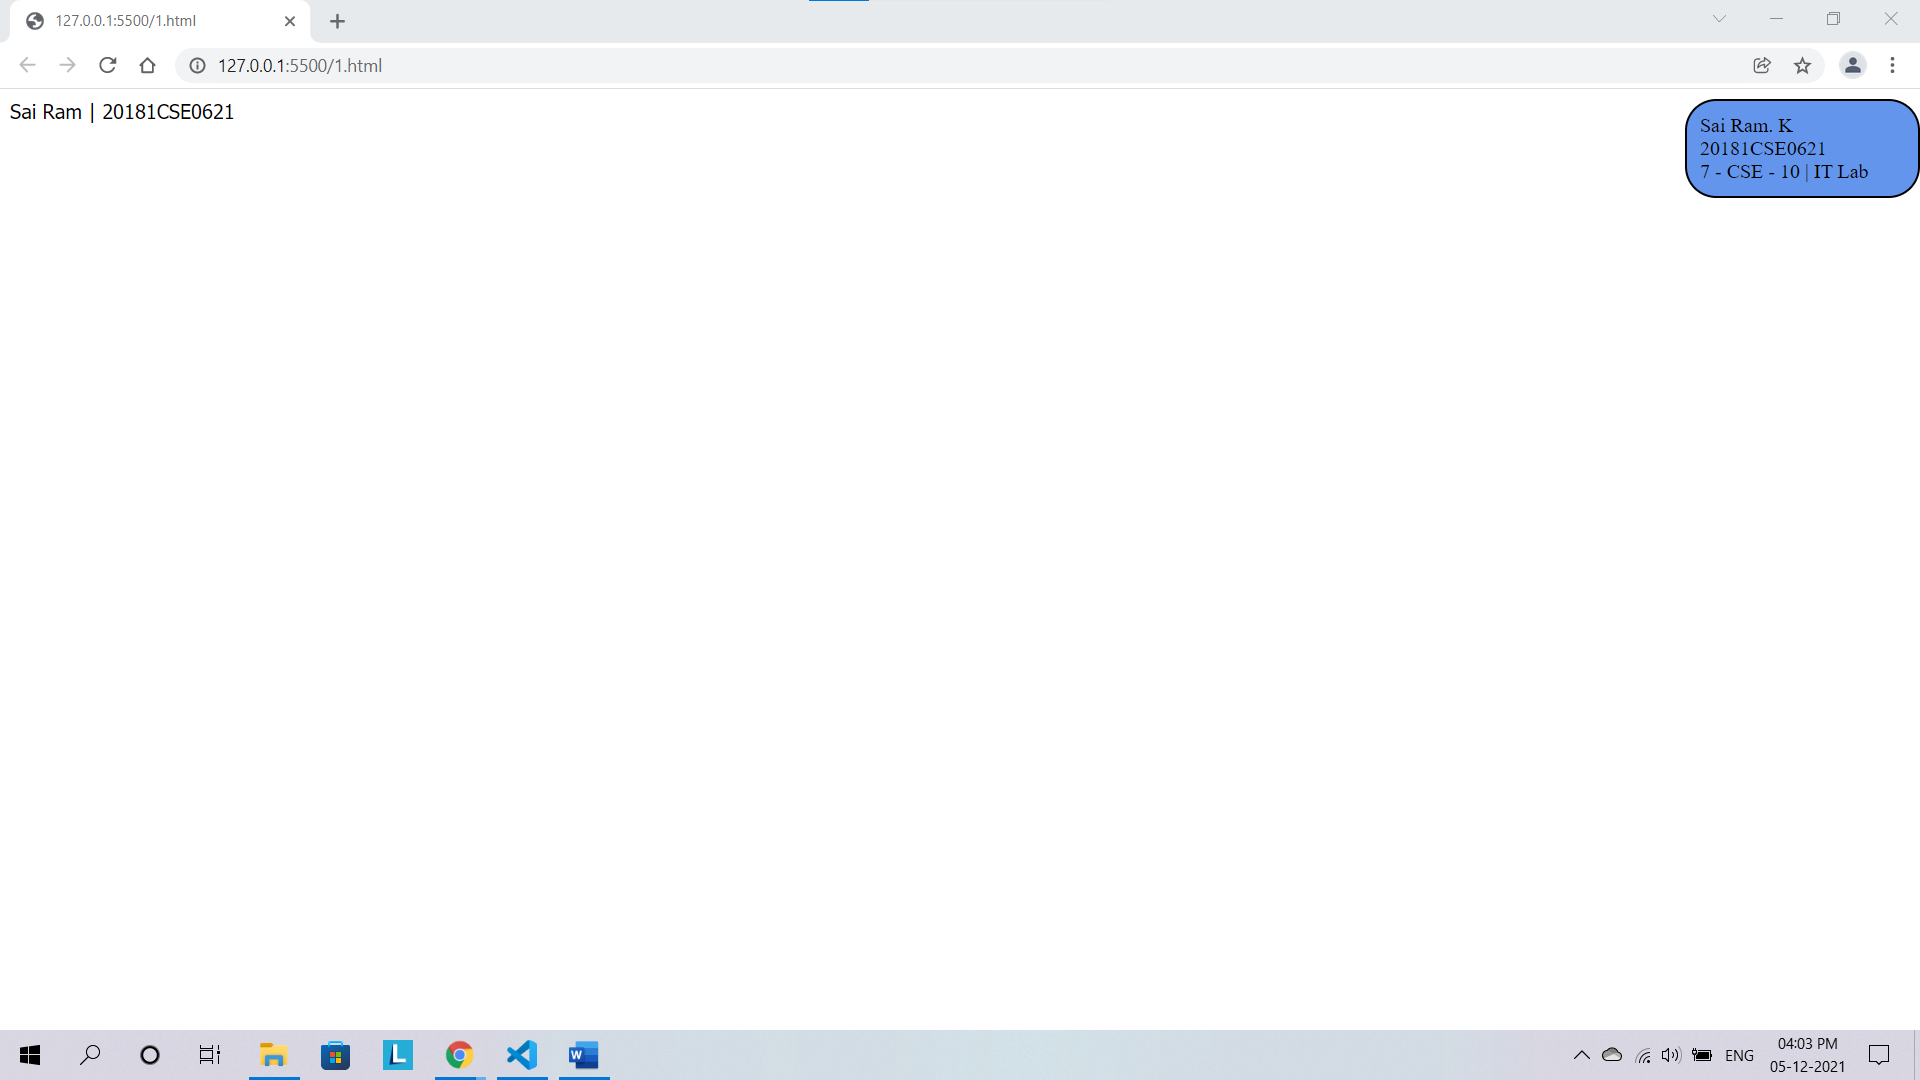 127.0.0.1:5500/1.html
127.0.0.1:5500/1.html
Sai Ram | 20181CSE0621
Sai Ram. K
20181CSE0621
7 - CSE - 10 | IT Lab
L
W
ENG
04:03 PM
05-12-2021